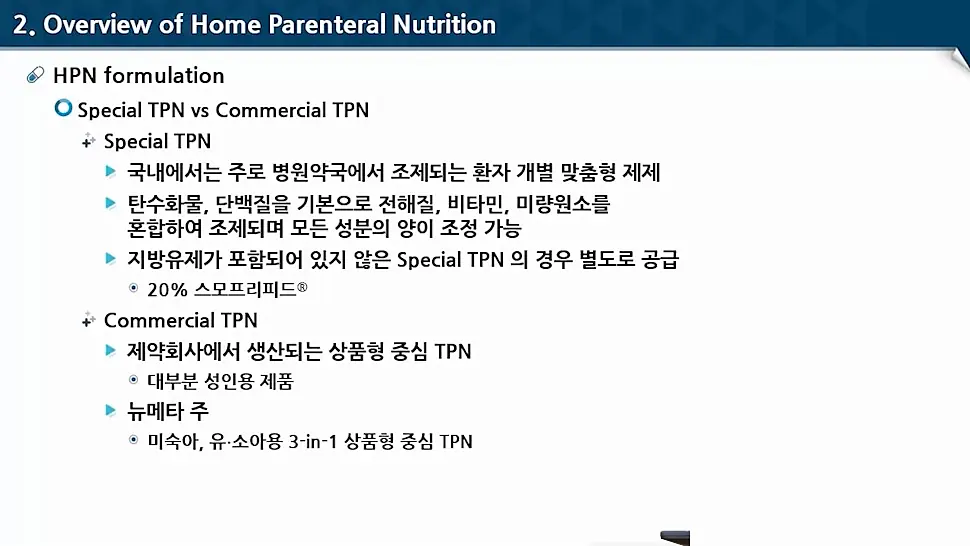 2. Overview of Home Parenteral Nutrition
HPN formulation
Special TPN vs Commercial TPN
Special TPN
국내에서는 주로 병원약국에서 조제되는 환자 개별 맞춤형 제제
탄수화물, 단백질을 기본으로 전해질, 비타민, 미량원소를
혼합하여 조제되며 모든 성분의 양이 조정 가능
지방유제가 포함되어 있지 않은 Special TPN 의 경우 별도로 공급
20% 스모프리피드®
Commercial TPN
제약회사에서 생산되는 상품형 중심 TPN
대부분 성인용 제품
뉴메타 주
미숙아, 유·소아용 3-in-1 상품형 중심 TPN